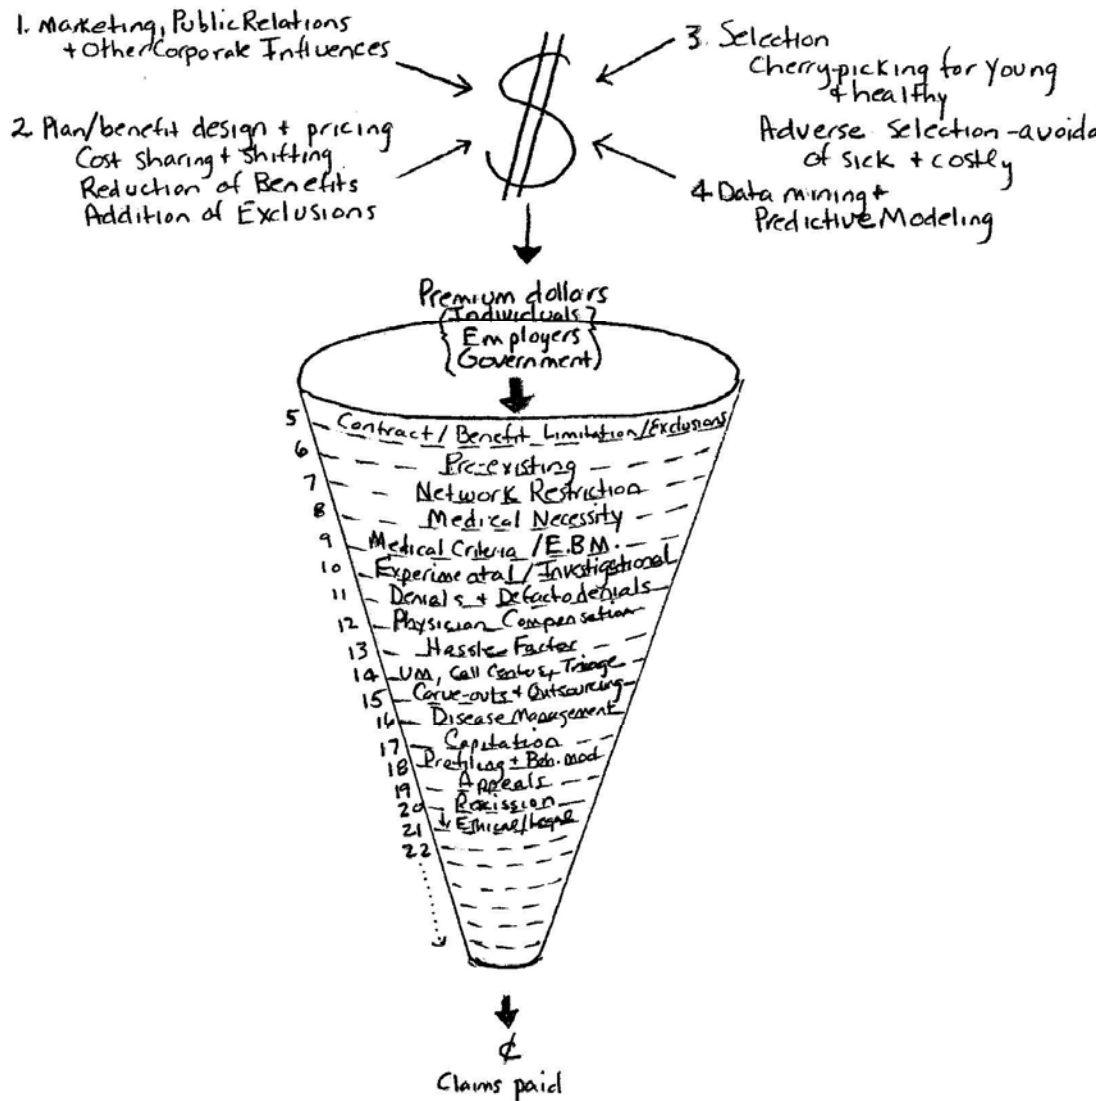 1. Marketing, Public Relations
+ Other Corporate Influences
2 Plan/benefit design + pricing
Cost sharing + shifting
Reduction of Benefits
Addition of Exclusions
$
3. Selection
Cherry-picking for young
+ healthy
Adverse Selection - avoida
of sick + costly
4 Data mining +
Predictive Modeling
Premium dollars
{Individuals}
{Employers
{Government}
5 Contract / Benefit Limitation / Exclusions
6 Pre-existing
7 Network Restriction
8 Medical Necessity
9 Medical Criteria / E.B.M.
10 Experimental / Investigational
11 Denials + Defacto denials
12 Physician Compensation
13 Hassle Factor
14 UM, Call Centers, Triage
15 Carve-outs + Outsourcing
16 Disease Management
17 Capitation
18 Profiling + Beh. mod
19 Appeals
20 Rescission
21 ↓ Ethical/Legal
22
¢
Claims paid